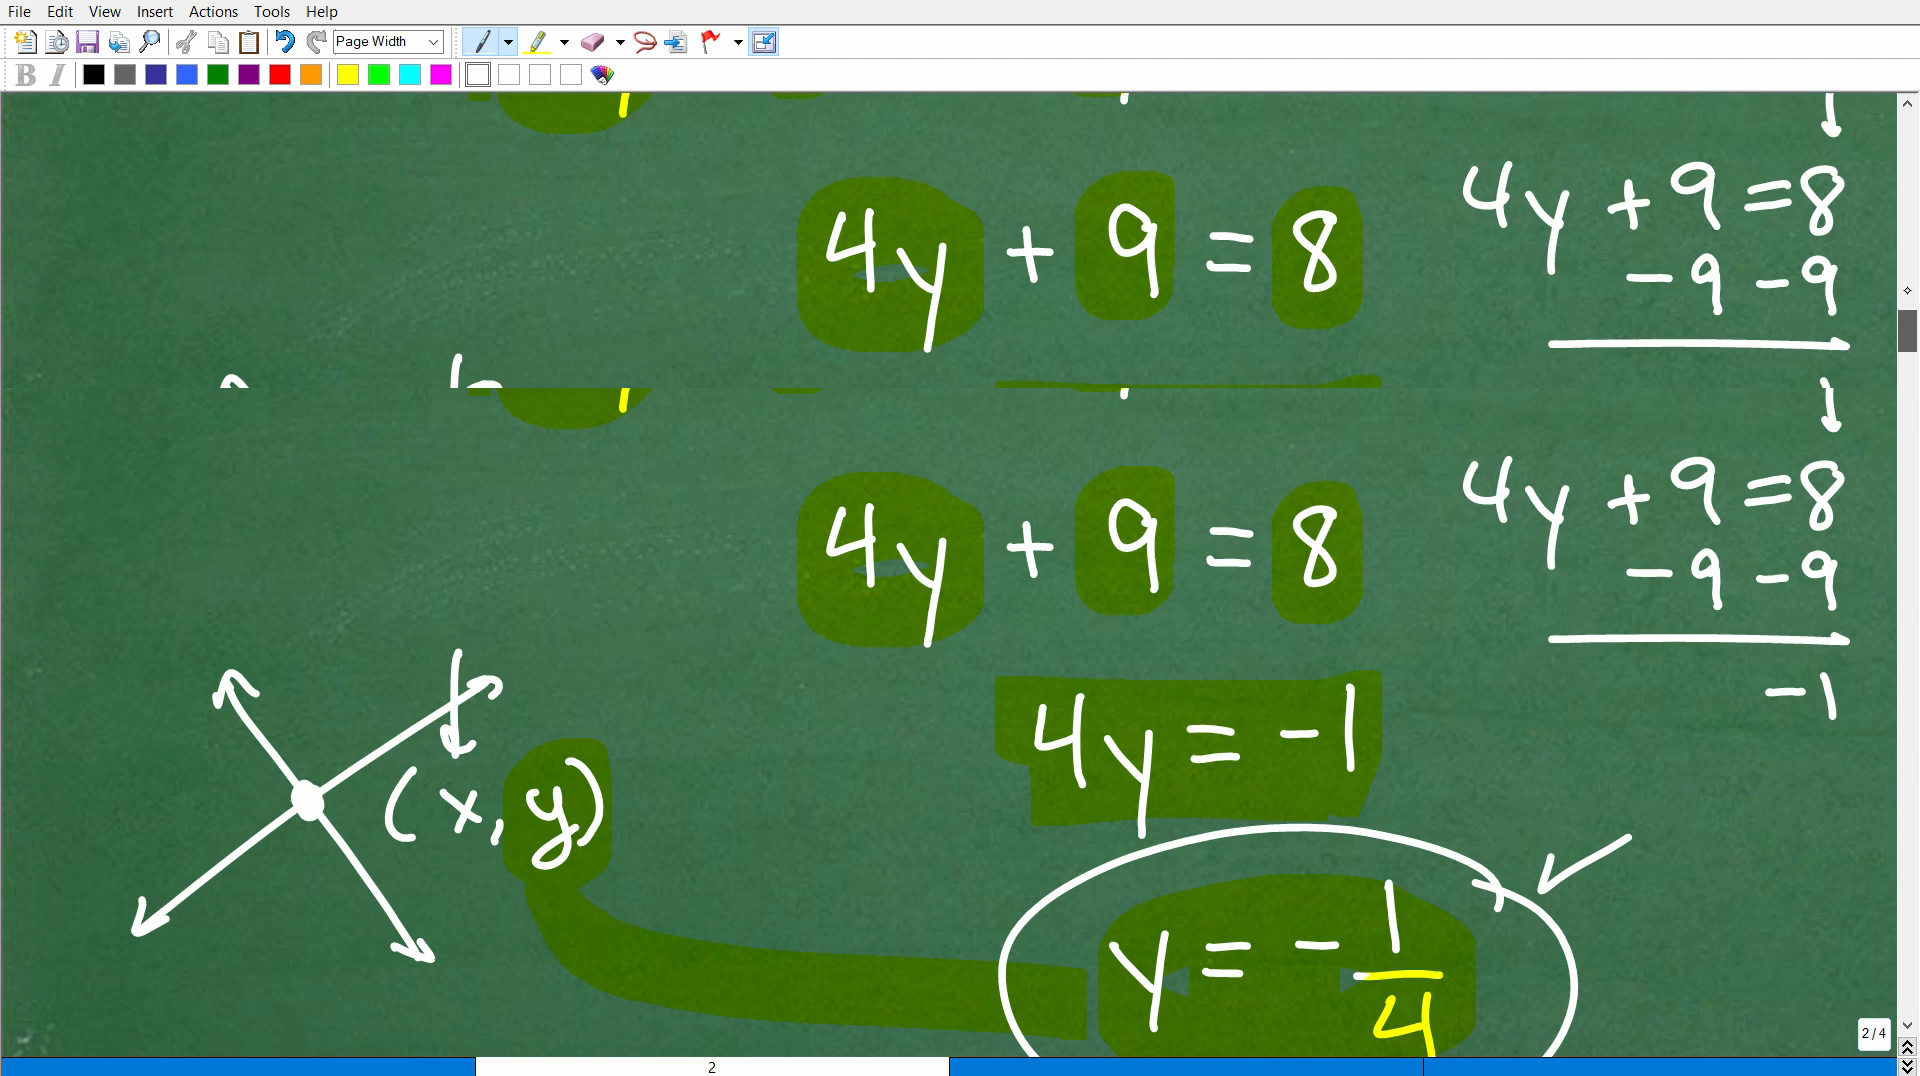 File Edit View Insert Actions Tools Help
Page Width
B I
4y + 9 = 8
4y + 9 = 8
- 9 - 9
4y + 9 = 8
4y + 9 = 8
- 9 - 9
-1
4y = -1
(x, y)
y = - 1/4
2 / 4
2